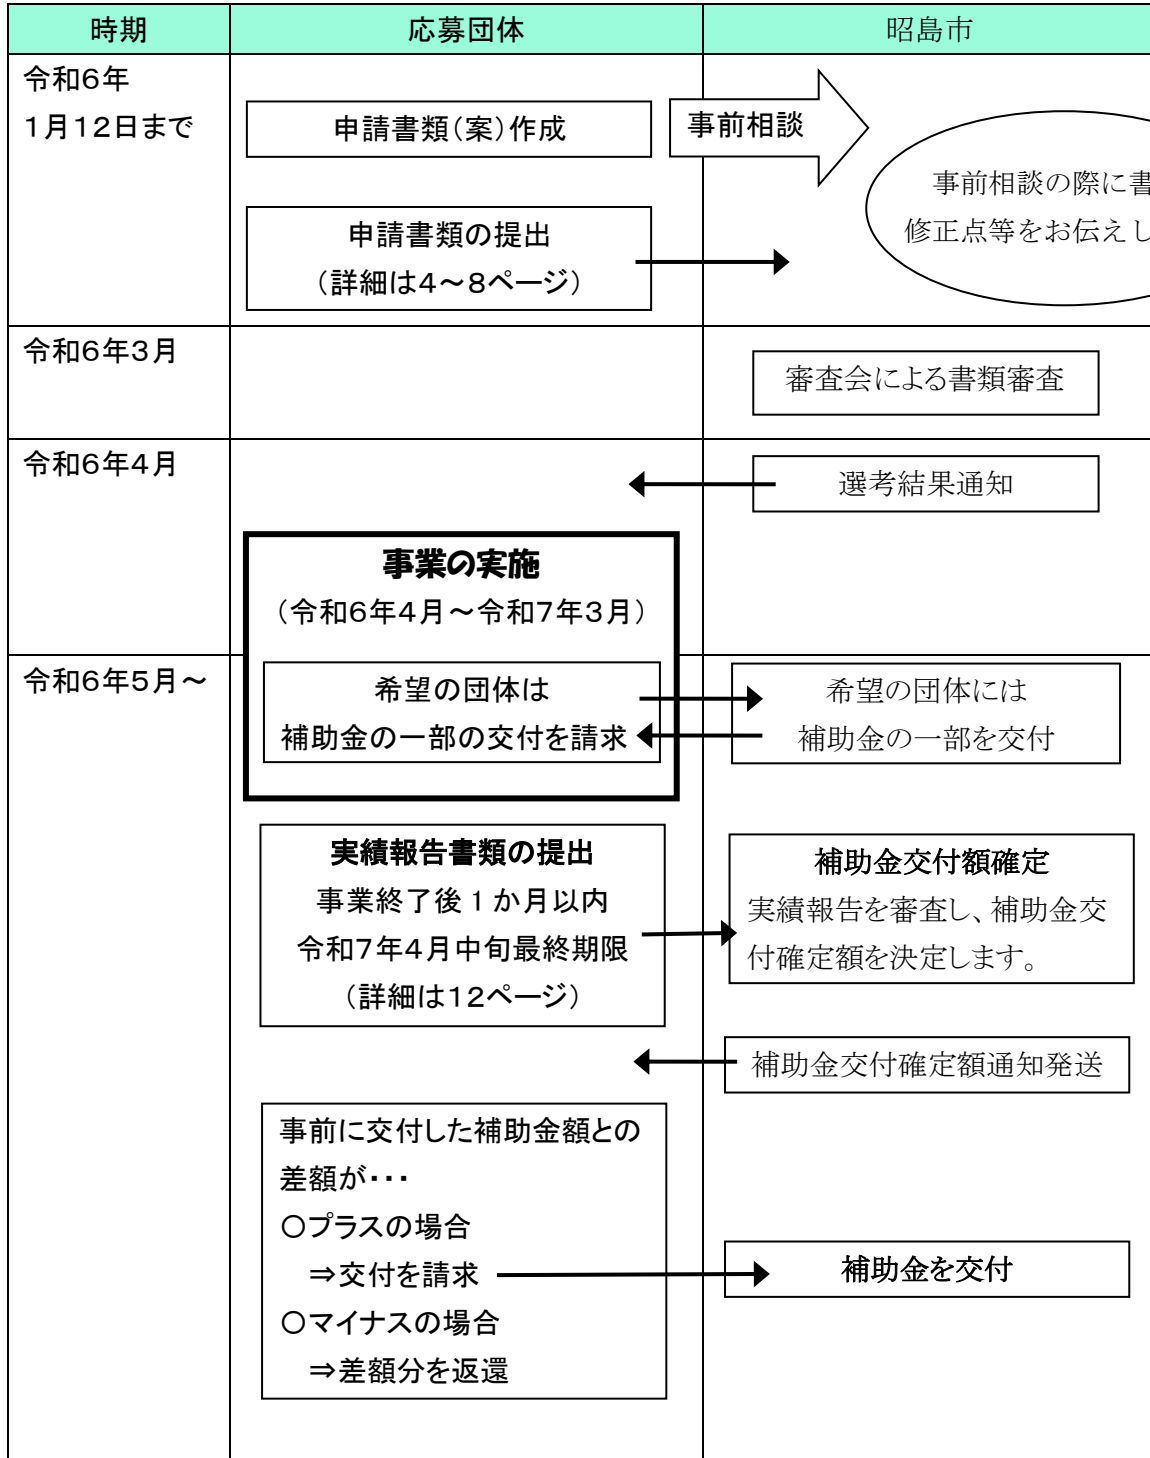 時期
応募団体
昭島市
令和6年
1月12日まで
申請書類(案)作成
事前相談
事前相談の際に書
修正点等をお伝えし
申請書類の提出
(詳細は4〜8ページ)
令和6年3月
審査会による書類審査
令和6年4月
選考結果通知
事業の実施
(令和6年4月〜令和7年3月)
令和6年5月〜
希望の団体は
補助金の一部の交付を請求
希望の団体には
補助金の一部を交付
実績報告書類の提出
事業終了後1か月以内
令和7年4月中旬最終期限
(詳細は12ページ)
補助金交付額確定
実績報告を審査し、補助金交
付確定額を決定します。
補助金交付確定額通知発送
事前に交付した補助金額との
差額が・・・
○プラスの場合
⇒交付を請求
○マイナスの場合
⇒差額分を返還
補助金を交付